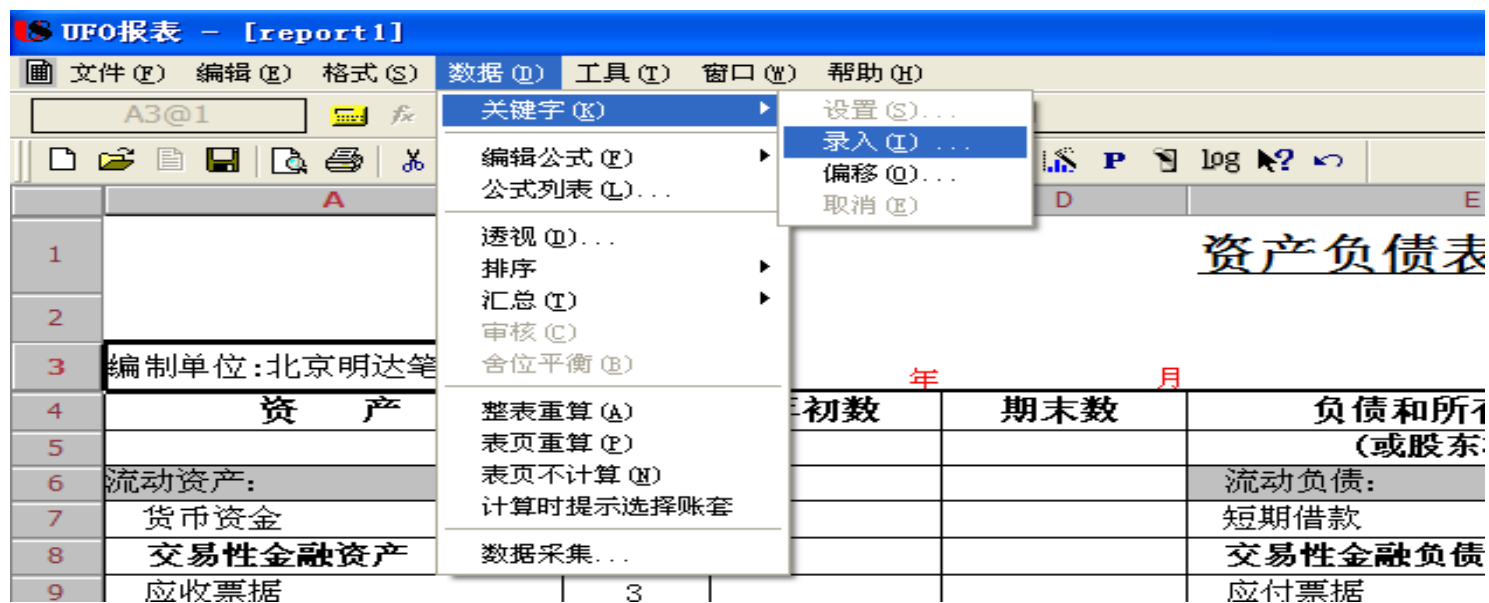 UFO报表 - [report1]
文件(F) 编辑(E) 格式(S) 数据(D) 工具(T) 窗口(W) 帮助(H)
A3@1 fx
关键字(K)
设置(S)...
录入(I)...
偏移(O)...
取消(E)
编辑公式(F)
公式列表(L)...
透视(D)...
排序
汇总(T)
审核(C)
舍位平衡(B)
整表重算(A)
表页重算(P)
表页不计算(N)
计算时提示选择账套
数据采集...
P log
A D E
1 资产负债表
2
3 编制单位:北京明达笔 年 月
4 资 产 初数 期末数 负债和所有
5 (或股东
6 流动资产: 流动负债:
7 货币资金 短期借款
8 交易性金融资产 交易性金融负债
9 应收票据 3 应付票据